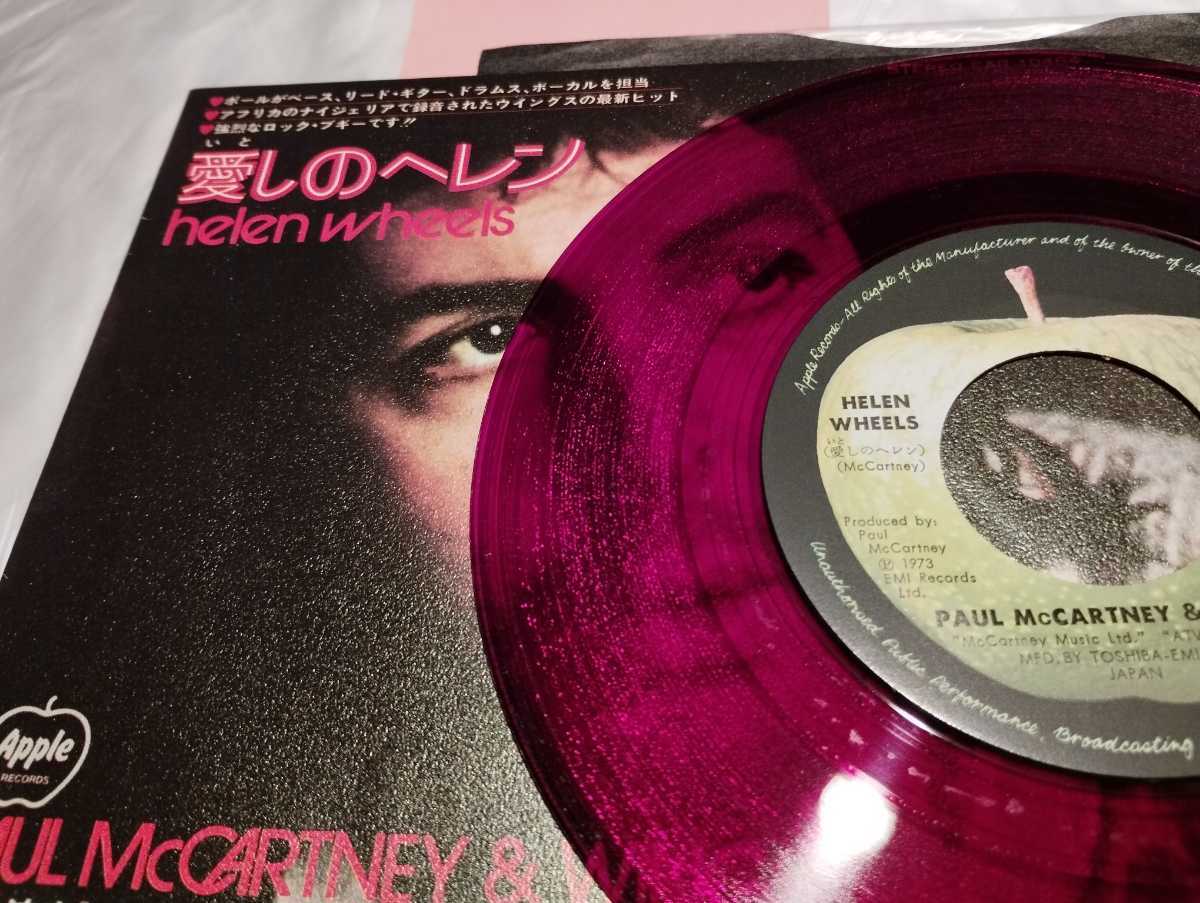 ♥ポールがベース、リード・ギター、ドラムス、ボーカルを担当
♥アフリカのナイジェリアで録音されたウイングスの最新ヒット
♥強烈なロック・ブギーです!!
いと
愛しのヘレン
helen wheels
Apple
RECORDS
AUL McCARTNEY & W
Apple Records-All Rights of the Manufacturer and of the Owner of th
HELEN
WHEELS
いと
(愛しのヘレン)
(McCartney)
Produced by:
Paul
McCartney
Ⓟ 1973
EMI Records
Ltd.
PAUL McCARTNEY &
"McCartney Music Ltd." "AT
MFD. BY TOSHIBA-EMI
JAPAN
Unauthorised Public Performance, Broadcasting